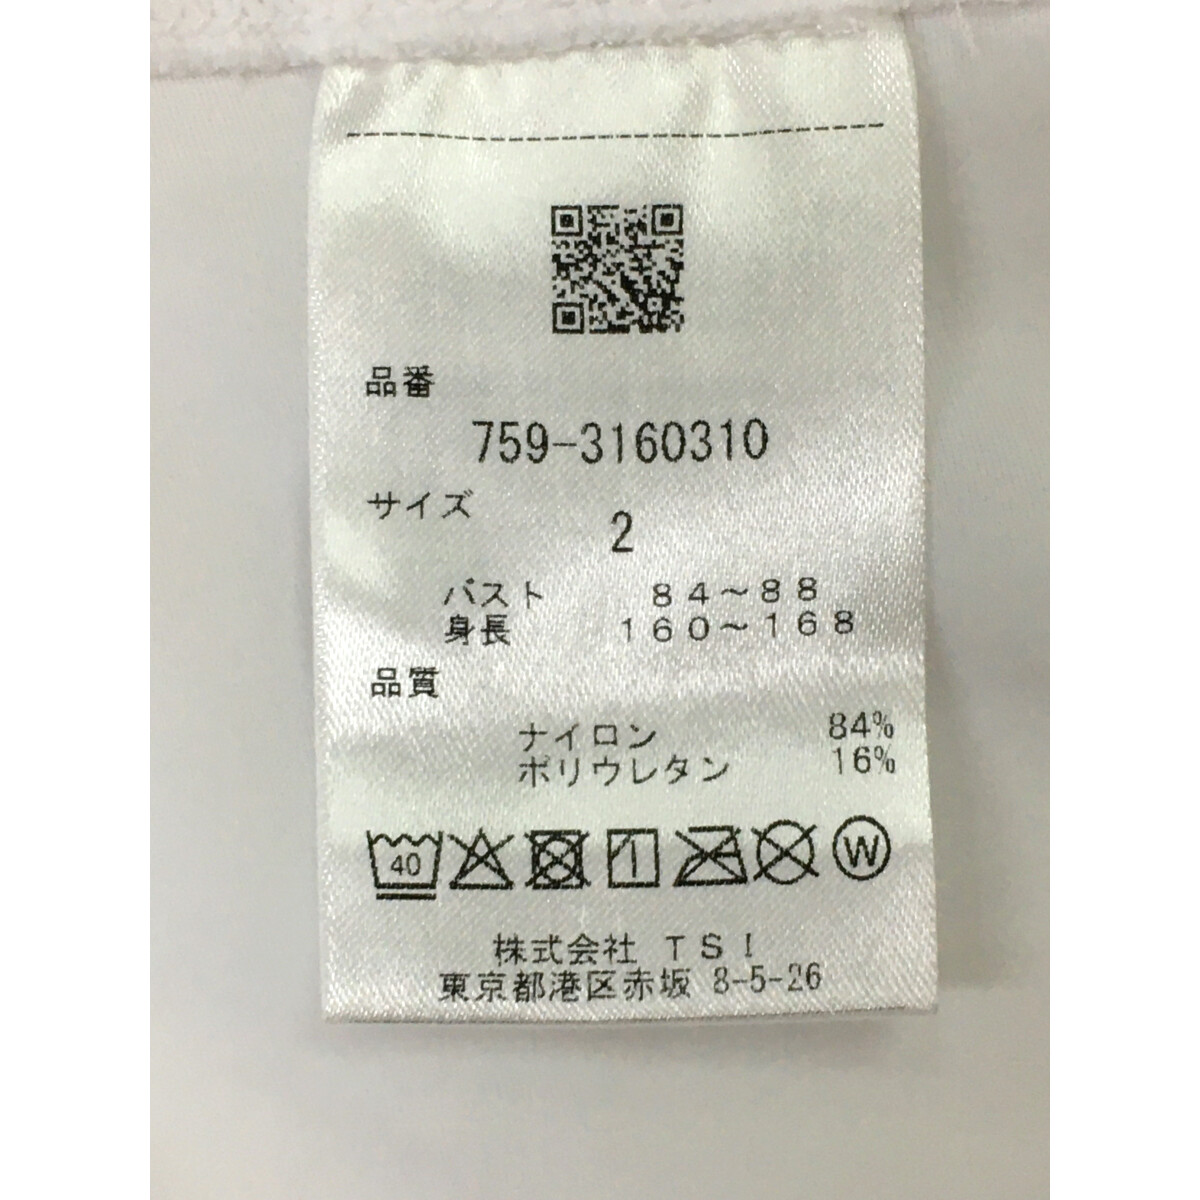 品番
759-3160310
サイズ
2
バスト 84～88
身長 160～168
品質
ナイロン 84%
ポリウレタン 16%
40
W
株式会社 TSI
東京都港区赤坂 8-5-26